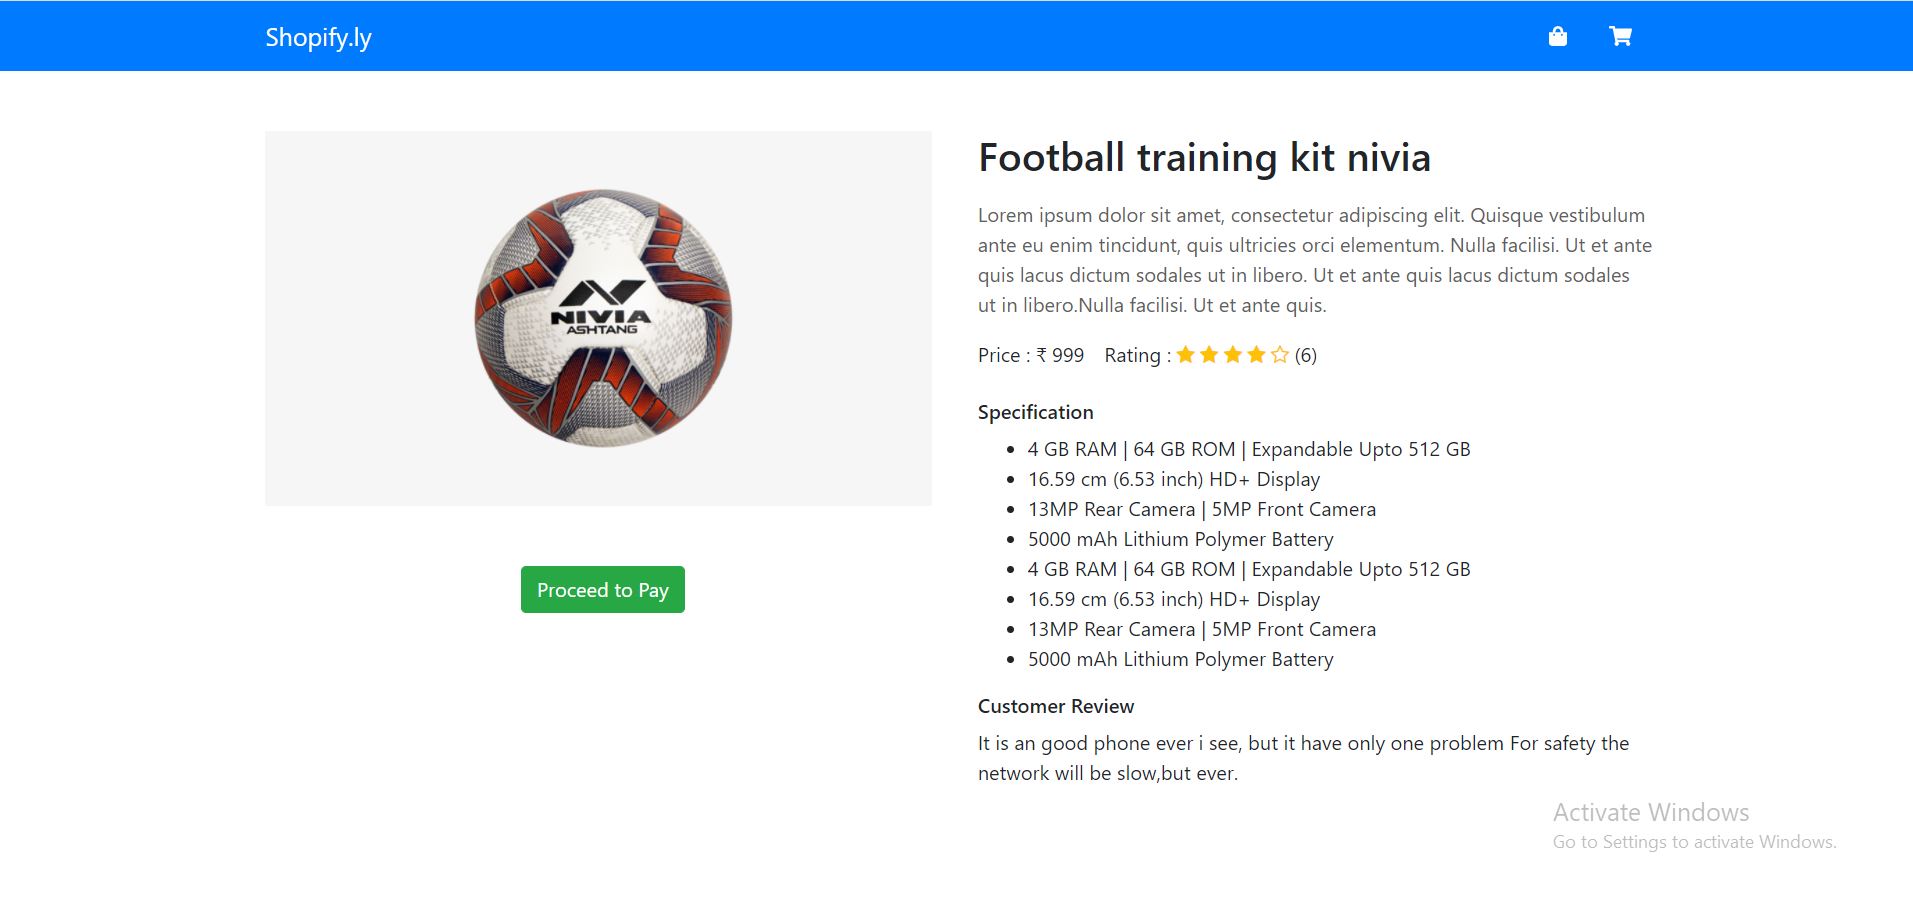 Shopify.ly
NIVIA
ASHTANG
Football training kit nivia
Lorem ipsum dolor sit amet, consectetur adipiscing elit. Quisque vestibulum
ante eu enim tincidunt, quis ultricies orci elementum. Nulla facilisi. Ut et ante
quis lacus dictum sodales ut in libero. Ut et ante quis lacus dictum sodales
ut in libero.Nulla facilisi. Ut et ante quis.
Price : ₹ 999 Rating : (6)
Specification
4 GB RAM | 64 GB ROM | Expandable Upto 512 GB
16.59 cm (6.53 inch) HD+ Display
13MP Rear Camera | 5MP Front Camera
5000 mAh Lithium Polymer Battery
4 GB RAM | 64 GB ROM | Expandable Upto 512 GB
16.59 cm (6.53 inch) HD+ Display
13MP Rear Camera | 5MP Front Camera
5000 mAh Lithium Polymer Battery
Proceed to Pay
Customer Review
It is an good phone ever i see, but it have only one problem For safety the
network will be slow,but ever.
Activate Windows
Go to Settings to activate Windows.